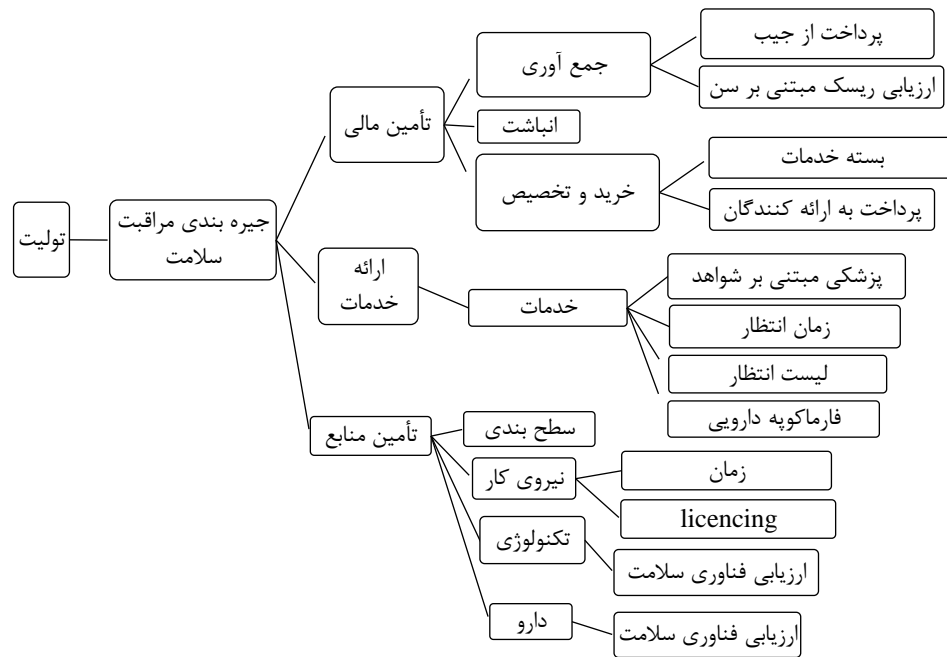 تولیت
جیره بندی مراقبت
سلامت
تأمین مالی
جمع آوری
پرداخت از جیب
ارزیابی ریسک مبتنی بر سن
انباشت
خرید و تخصیص
بسته خدمات
پرداخت به ارائه کنندگان
ارائه
خدمات
خدمات
پزشکی مبتنی بر شواهد
زمان انتظار
لیست انتظار
فارماکوپه دارویی
تأمین منابع
سطح بندی
نیروی کار
زمان
licencing
تکنولوژی
ارزیابی فناوری سلامت
دارو
ارزیابی فناوری سلامت